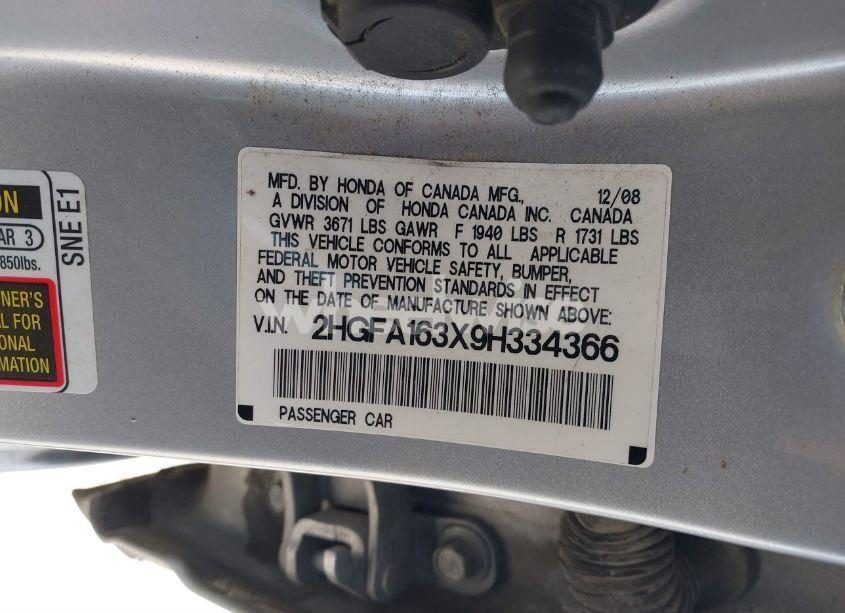 ON
AR 3
850lbs.
SNE E1
NER'S
L FOR
ONAL
RMATION
MFD. BY HONDA OF CANADA MFG., 12/08
A DIVISION OF HONDA CANADA INC. CANADA
GVWR 3671 LBS GAWR F 1940 LBS R 1731 LBS
THIS VEHICLE CONFORMS TO ALL APPLICABLE
FEDERAL MOTOR VEHICLE SAFETY, BUMPER,
AND THEFT PREVENTION STANDARDS IN EFFECT
ON THE DATE OF MANUFACTURE SHOWN ABOVE:
V.I.N. 2HGFA163X9H334366
PASSENGER CAR